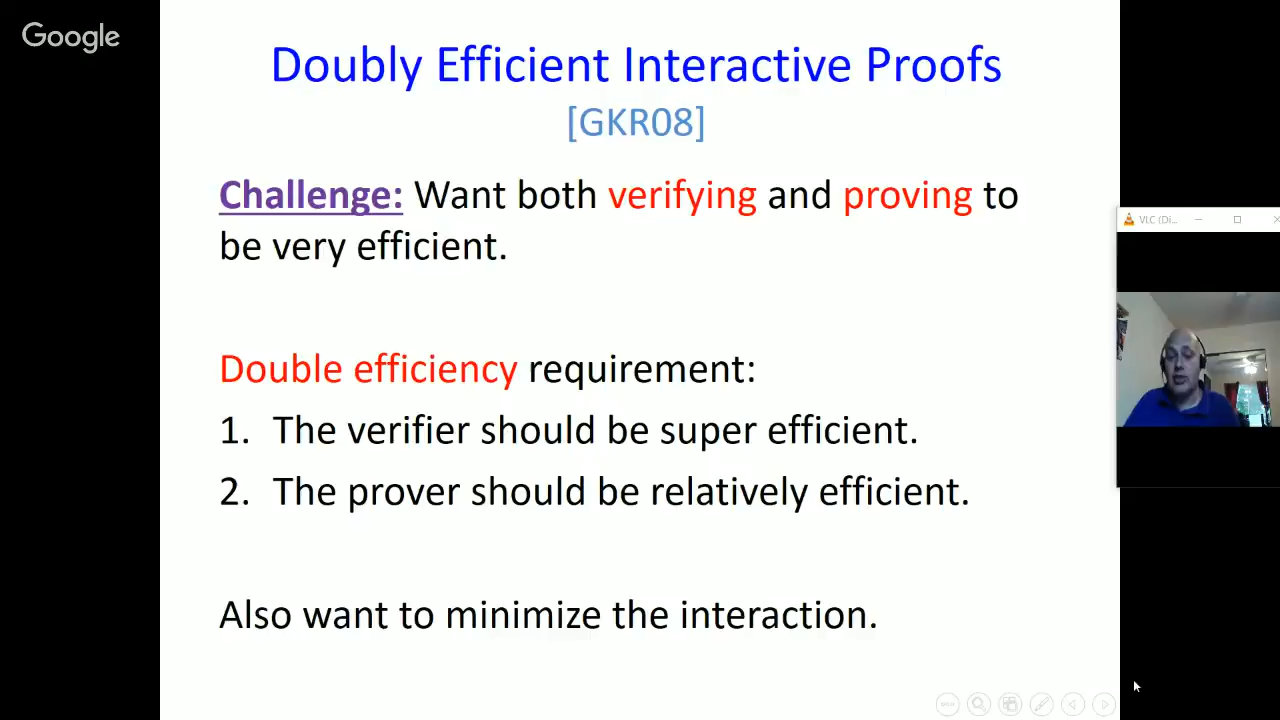 Google
Doubly Efficient Interactive Proofs
[GKR08]
Challenge: Want both verifying and proving to
be very efficient.
VLC (Di...
Double efficiency requirement:
1. The verifier should be super efficient.
2. The prover should be relatively efficient.
Also want to minimize the interaction.